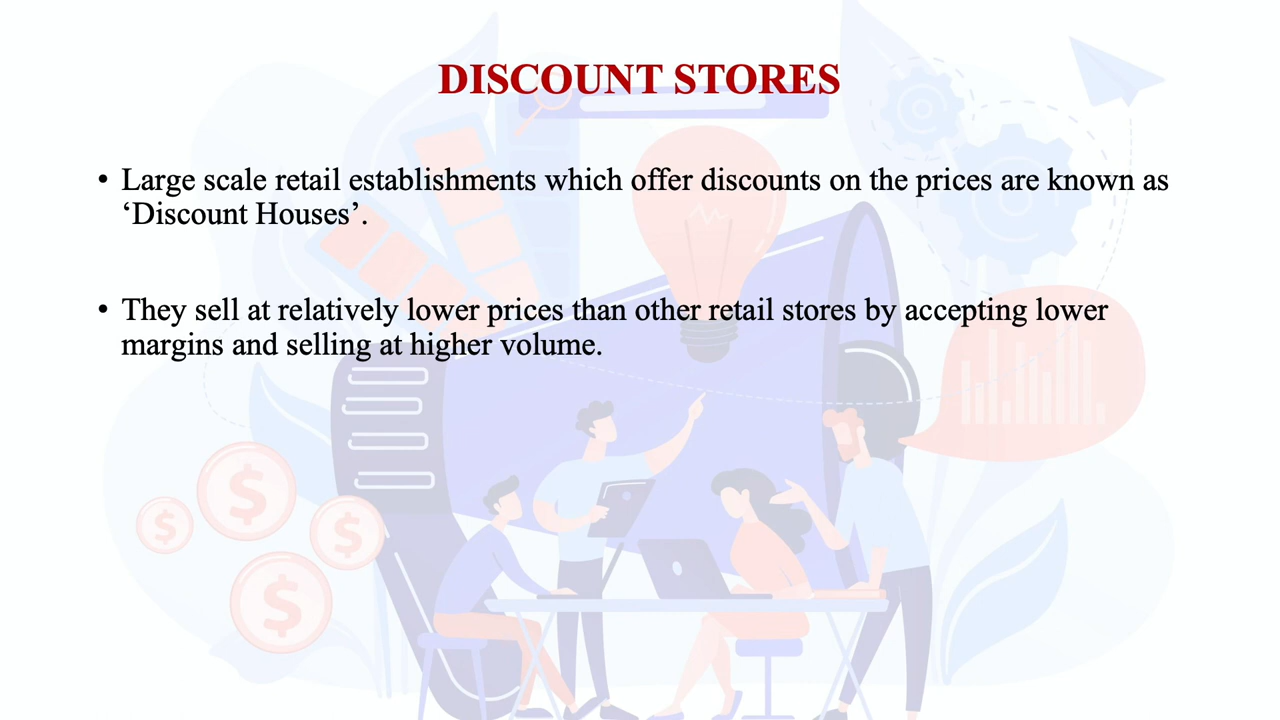 DISCOUNT STORES
• Large scale retail establishments which offer discounts on the prices are known as
‘Discount Houses’.
• They sell at relatively lower prices than other retail stores by accepting lower
margins and selling at higher volume.